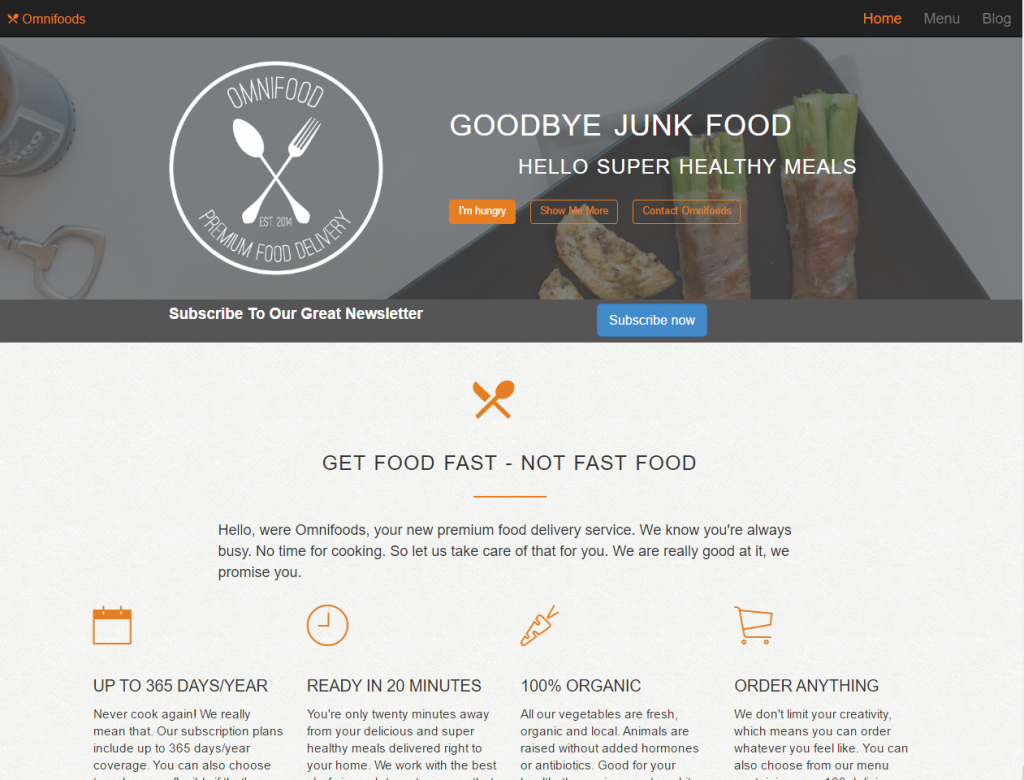 Omnifoods
Home Menu Blog
OMNIFOOD
EST. 2014
PREMIUM FOOD DELIVERY
GOODBYE JUNK FOOD
HELLO SUPER HEALTHY MEALS
I'm hungry Show Me More Contact Omnifoods
Subscribe To Our Great Newsletter
Subscribe now
GET FOOD FAST - NOT FAST FOOD
Hello, were Omnifoods, your new premium food delivery service. We know you're always
busy. No time for cooking. So let us take care of that for you. We are really good at it, we
promise you.
UP TO 365 DAYS/YEAR
Never cook again! We really
mean that. Our subscription plans
include up to 365 days/year
coverage. You can also choose
READY IN 20 MINUTES
You're only twenty minutes away
from your delicious and super
healthy meals delivered right to
your home. We work with the best
100% ORGANIC
All our vegetables are fresh,
organic and local. Animals are
raised without added hormones
or antibiotics. Good for your
ORDER ANYTHING
We don't limit your creativity,
which means you can order
whatever you feel like. You can
also choose from our menu